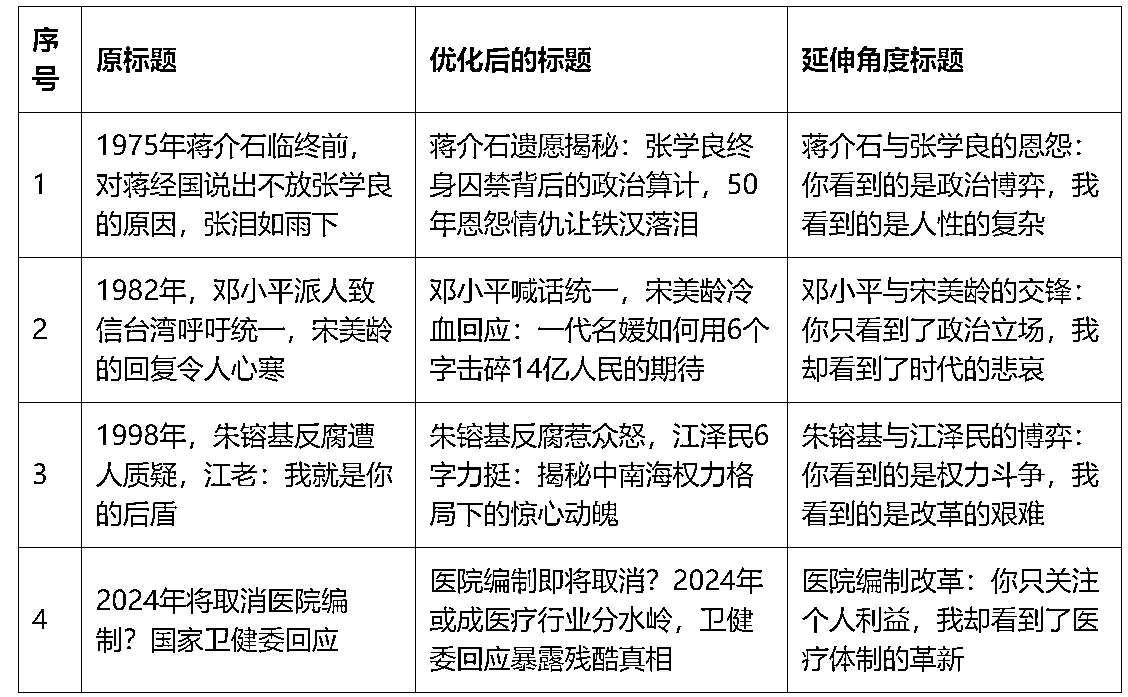 序号
原标题
优化后的标题
延伸角度标题
1
1975年蒋介石临终前，
对蒋经国说出不放张学良
的原因，张泪如雨下
蒋介石遗愿揭秘：张学良终
身囚禁背后的政治算计，50
年恩怨情仇让铁汉落泪
蒋介石与张学良的恩怨：
你看到的是政治博弈，我
看到的是人性的复杂
2
1982年，邓小平派人致
信台湾呼吁统一，宋美龄
的回复令人心寒
邓小平喊话统一，宋美龄冷
血回应：一代名媛如何用6个
字击碎14亿人民的期待
邓小平与宋美龄的交锋：
你只看到了政治立场，我
却看到了时代的悲哀
3
1998年，朱镕基反腐遭
人质疑，江老：我就是你
的后盾
朱镕基反腐惹众怒，江泽民6
字力挺：揭秘中南海权力格
局下的惊心动魄
朱镕基与江泽民的博弈：
你看到的是权力斗争，我
看到的是改革的艰难
4
2024年将取消医院编
制？国家卫健委回应
医院编制即将取消？2024年
或成医疗行业分水岭，卫健
委回应暴露残酷真相
医院编制改革：你只关注
个人利益，我却看到了医
疗体制的革新